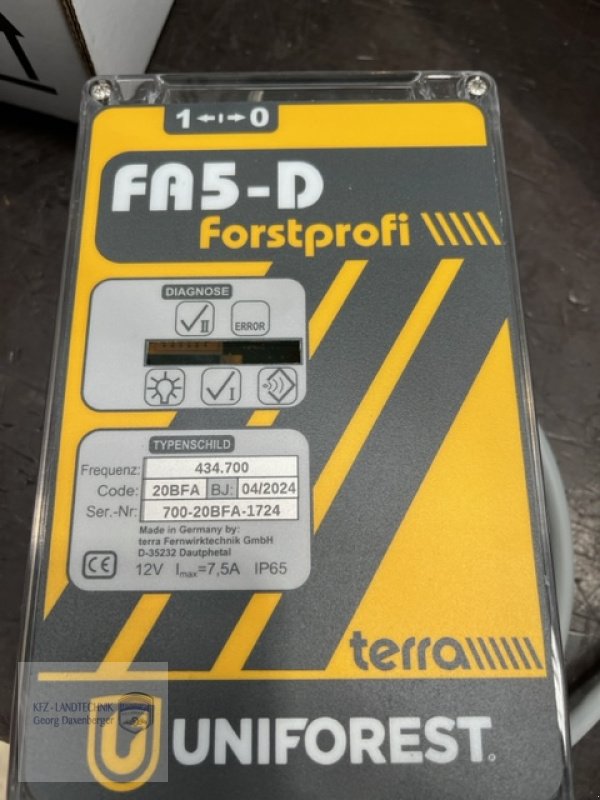 1 ←ı→ 0
FA5-D
Forstprofi
DIAGNOSE
II ERROR
I
TYPENSCHILD
Frequenz: 434.700
Code: 20BFA BJ: 04/2024
Ser.-Nr: 700-20BFA-1724
Made in Germany by:
terra Fernwirktechnik GmbH
D-35232 Dautphetal
CE 12V Imax=7,5A IP65
terra
UNIFOREST®
KFZ - LANDTECHNIK
Georg Daxenberger